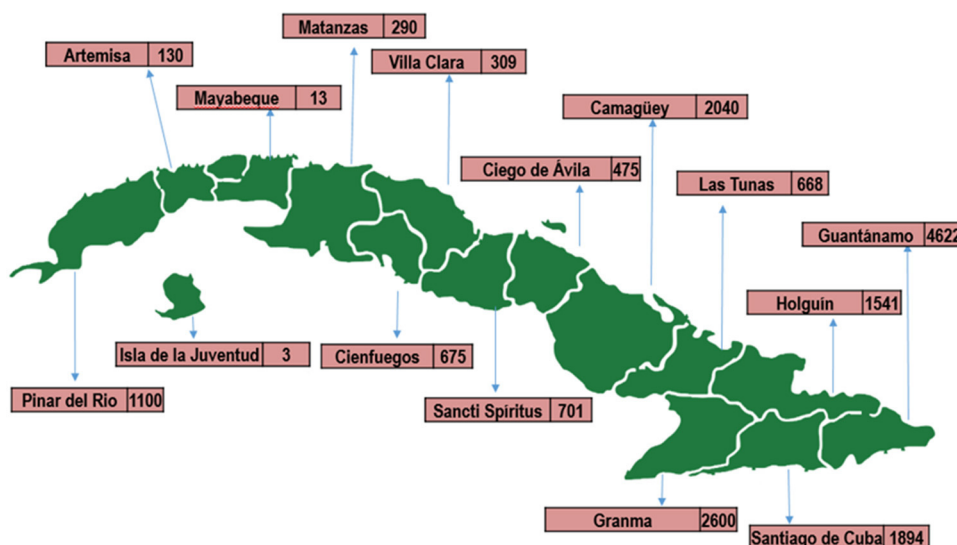 Matanzas 290
Artemisa 130
Villa Clara 309
Mayabeque 13
Camagüey 2040
Ciego de Ávila 475
Las Tunas 668
Guantánamo 4622
Holguín 1541
Isla de la Juventud 3
Cienfuegos 675
Pinar del Rio 1100
Sancti Spíritus 701
Granma 2600
Santiago de Cuba 1894